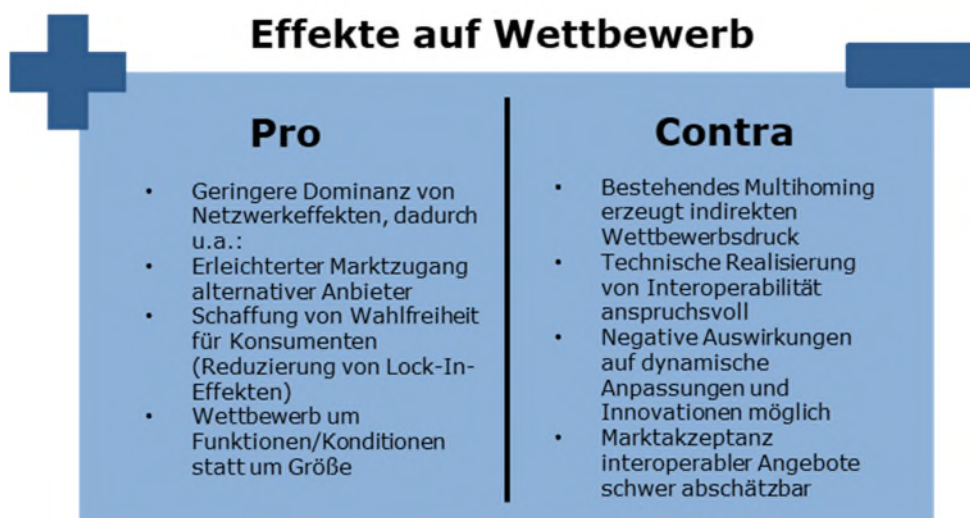 Effekte auf Wettbewerb
Pro
• Geringere Dominanz von
Netzwerkeffekten, dadurch
u.a.:
• Erleichterter Marktzugang
alternativer Anbieter
• Schaffung von Wahlfreiheit
für Konsumenten
(Reduzierung von Lock-In-
Effekten)
• Wettbewerb um
Funktionen/Konditionen
statt um Größe
Contra
• Bestehendes Multihoming
erzeugt indirekten
Wettbewerbsdruck
• Technische Realisierung
von Interoperabilität
anspruchsvoll
• Negative Auswirkungen
auf dynamische
Anpassungen und
Innovationen möglich
• Marktakzeptanz
interoperabler Angebote
schwer abschätzbar